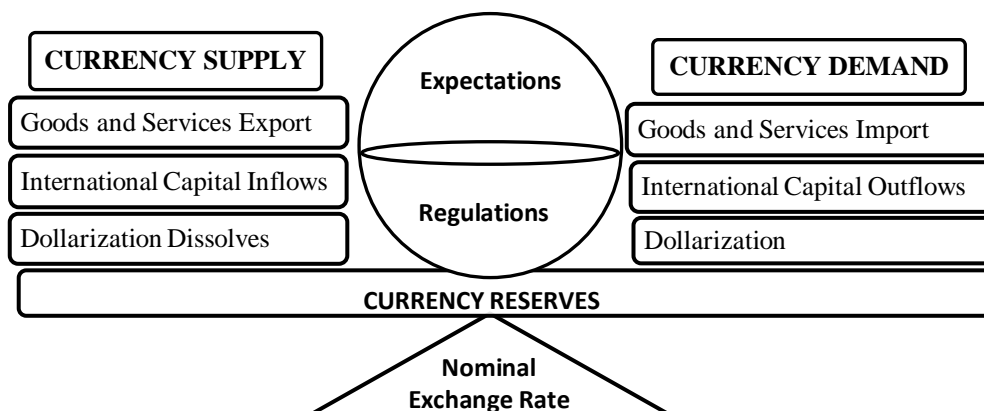 CURRENCY SUPPLY
Goods and Services Export
International Capital Inflows
Dollarization Dissolves
Expectations
Regulations
CURRENCY DEMAND
Goods and Services Import
International Capital Outflows
Dollarization
CURRENCY RESERVES
Nominal
Exchange Rate